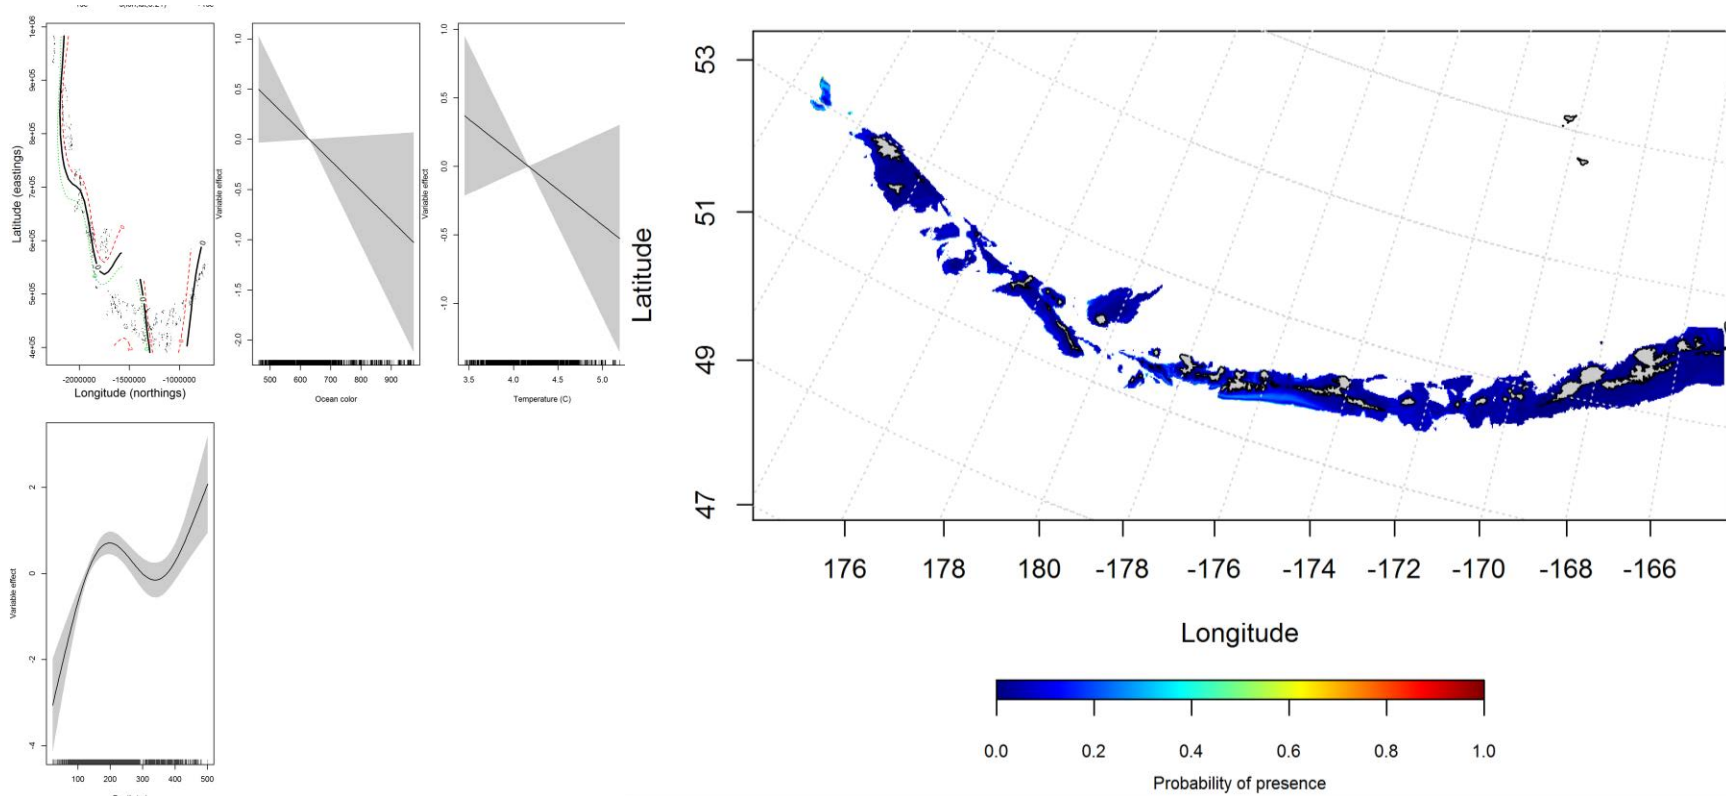 1e+06
9e+05
8e+05
7e+05
6e+05
5e+05
4e+05
Latitude (eastings)
0
0
0
-2000000 -1500000 -1000000
Longitude (northings)
1.0
0.5
0.0
-0.5
-1.0
-1.5
-2.0
Variable effect
500 600 700 800 900
Ocean color
1.0
0.5
0.0
-0.5
-1.0
Variable effect
3.5 4.0 4.5 5.0
Temperature (C)
2
0
-2
-4
Variable effect
100 200 300 400 500
53
51
49
47
Latitude
176 178 180 -178 -176 -174 -172 -170 -168 -166
Longitude
0.0 0.2 0.4 0.6 0.8 1.0
Probability of presence